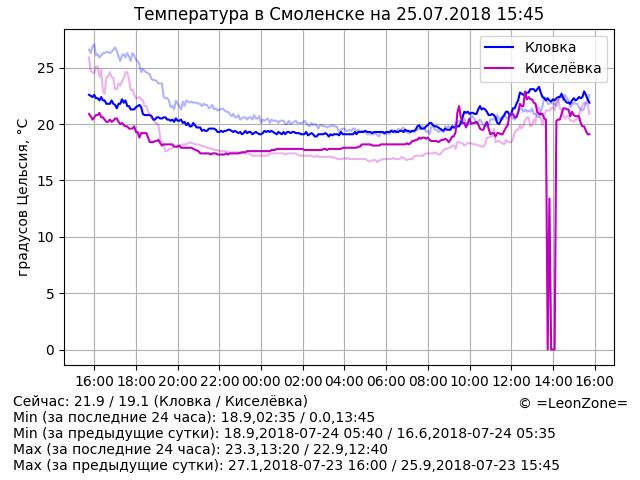 Температура в Смоленске на 25.07.2018 15:45
Кловка
Киселёвка
градусов Цельсия, °C
25
20
15
10
5
0
16:00 18:00 20:00 22:00 00:00 02:00 04:00 06:00 08:00 10:00 12:00 14:00 16:00
Сейчас: 21.9 / 19.1 (Кловка / Киселёвка)
© =LeonZone=
Min (за последние 24 часа): 18.9,02:35 / 0.0,13:45
Min (за предыдущие сутки): 18.9,2018-07-24 05:40 / 16.6,2018-07-24 05:35
Max (за последние 24 часа): 23.3,13:20 / 22.9,12:40
Max (за предыдущие сутки): 27.1,2018-07-23 16:00 / 25.9,2018-07-23 15:45